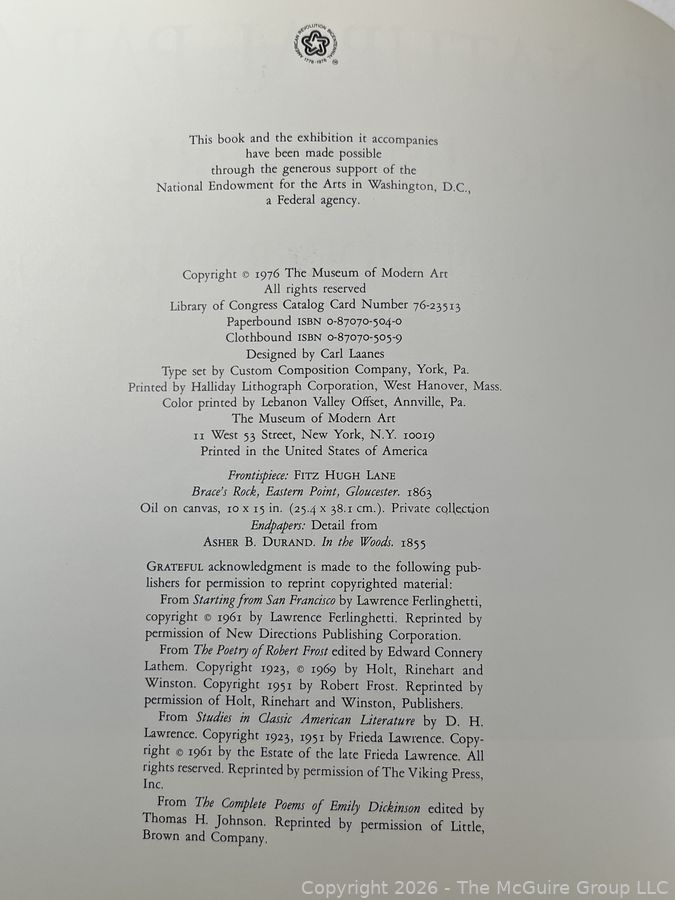 AMERICAN REVOLUTION BICENTENNIAL
1776-1976
This book and the exhibition it accompanies
have been made possible
through the generous support of the
National Endowment for the Arts in Washington, D.C.,
a Federal agency.
Copyright © 1976 The Museum of Modern Art
All rights reserved
Library of Congress Catalog Card Number 76-23513
Paperbound ISBN 0-87070-504-0
Clothbound ISBN 0-87070-505-9
Designed by Carl Laanes
Type set by Custom Composition Company, York, Pa.
Printed by Halliday Lithograph Corporation, West Hanover, Mass.
Color printed by Lebanon Valley Offset, Annville, Pa.
The Museum of Modern Art
11 West 53 Street, New York, N.Y. 10019
Printed in the United States of America
Frontispiece: FITZ HUGH LANE
Brace's Rock, Eastern Point, Gloucester. 1863
Oil on canvas, 10 x 15 in. (25.4 x 38.1 cm.). Private collection
Endpapers: Detail from
ASHER B. DURAND. In the Woods. 1855
GRATEFUL acknowledgment is made to the following pub-
lishers for permission to reprint copyrighted material:
From Starting from San Francisco by Lawrence Ferlinghetti,
copyright © 1961 by Lawrence Ferlinghetti. Reprinted by
permission of New Directions Publishing Corporation.
From The Poetry of Robert Frost edited by Edward Connery
Lathem. Copyright 1923, © 1969 by Holt, Rinehart and
Winston. Copyright 1951 by Robert Frost. Reprinted by
permission of Holt, Rinehart and Winston, Publishers.
From Studies in Classic American Literature by D. H.
Lawrence. Copyright 1923, 1951 by Frieda Lawrence. Copy-
right © 1961 by the Estate of the late Frieda Lawrence. All
rights reserved. Reprinted by permission of The Viking Press,
Inc.
From The Complete Poems of Emily Dickinson edited by
Thomas H. Johnson. Reprinted by permission of Little,
Brown and Company.
Copyright 2026 - The McGuire Group LLC